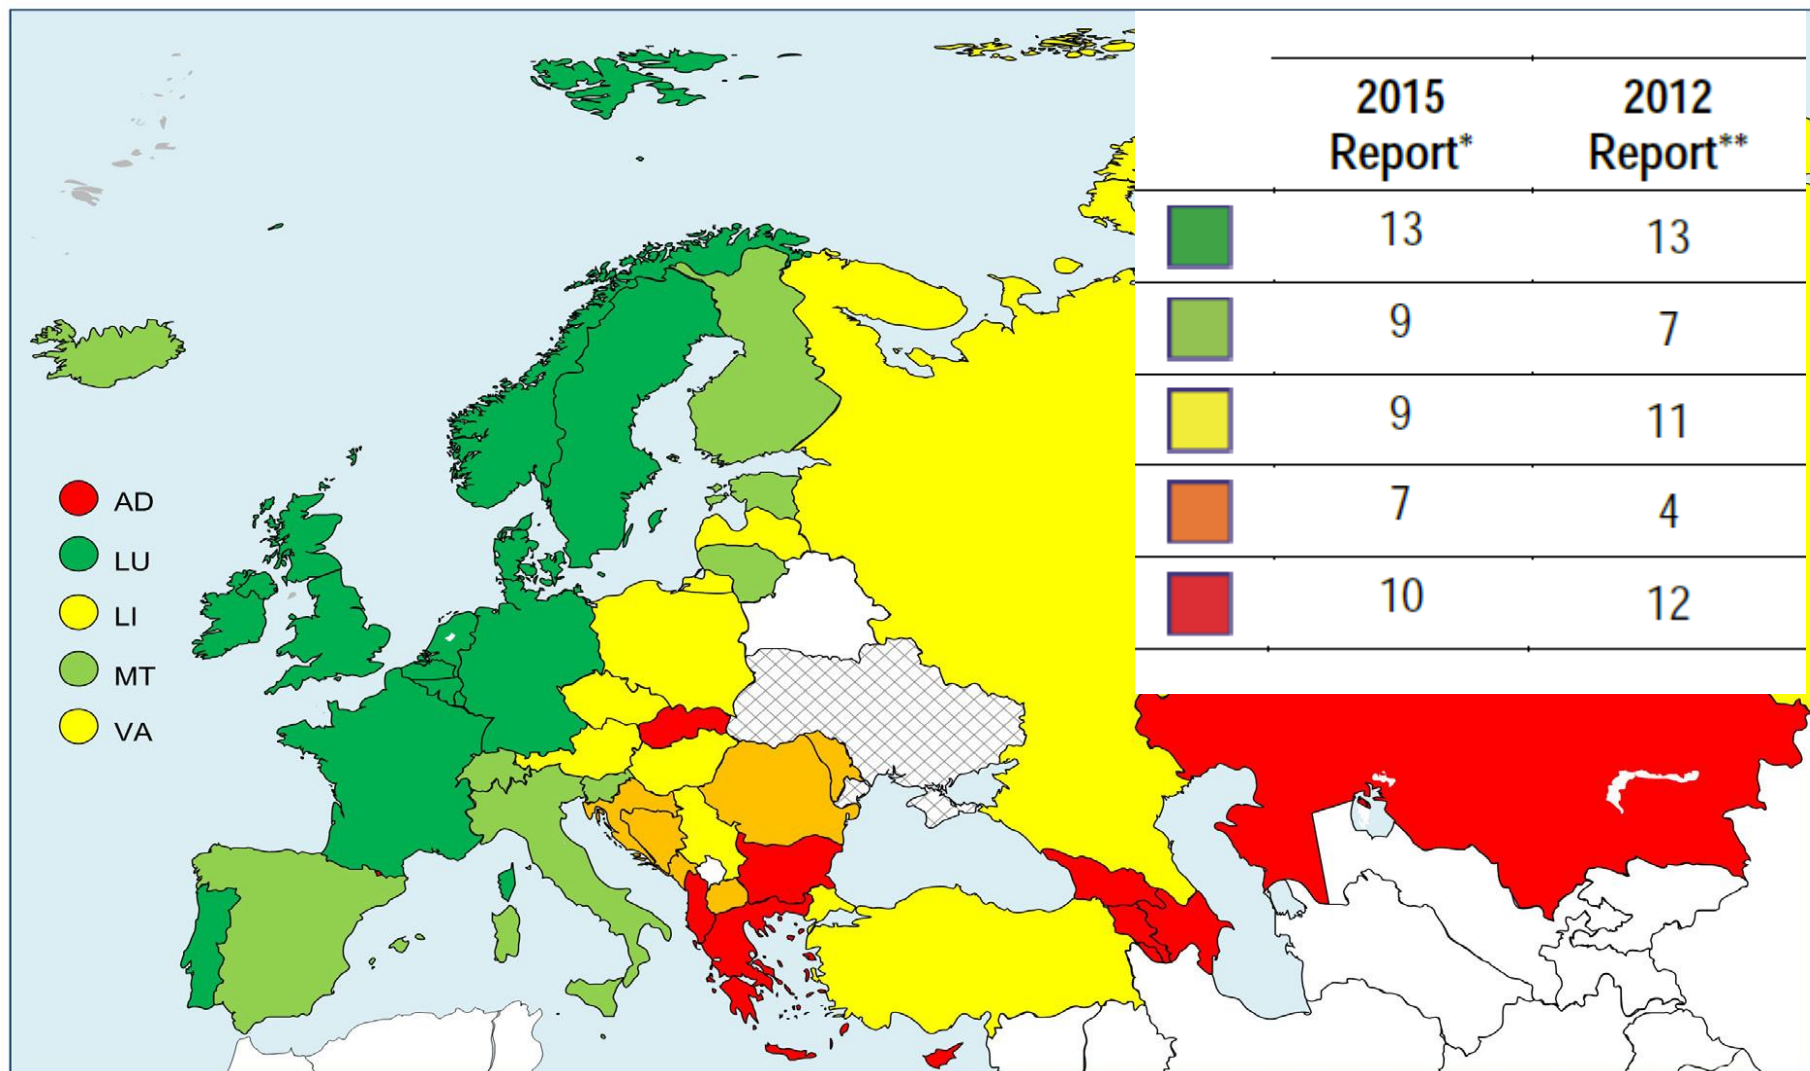 2015 2012
Report* Report**
13 13
9 7
9 11
7 4
10 12
AD
LU
LI
MT
VA